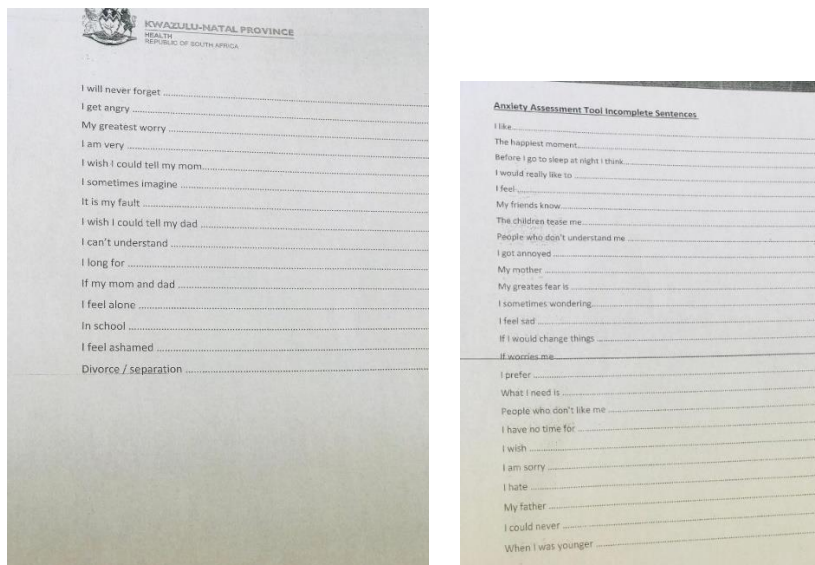 KWAZULU-NATAL PROVINCE
HEALTH
REPUBLIC OF SOUTH AFRICA
I will never forget ........................................
I get angry ........................................
My greatest worry ........................................
I am very ........................................
I wish I could tell my mom........................................
I sometimes imagine ........................................
It is my fault ........................................
I wish I could tell my dad ........................................
I can't understand ........................................
I long for ........................................
If my mom and dad ........................................
I feel alone ........................................
In school ........................................
I feel ashamed ........................................
Divorce / separation ........................................
Anxiety Assessment Tool Incomplete Sentences
I like........................................
The happiest moment........................................
Before I go to sleep at night I think........................................
I would really like to ........................................
I feel ........................................
My friends know........................................
The children tease me........................................
People who don't understand me ........................................
I got annoyed ........................................
My mother ........................................
My greates fear is ........................................
I sometimes wondering........................................
I feel sad ........................................
If I would change things ........................................
If worries me........................................
I prefer ........................................
What I need is ........................................
People who don't like me ........................................
I have no time for ........................................
I wish ........................................
I am sorry ........................................
I hate ........................................
My father ........................................
I could never ........................................
When I was younger ........................................